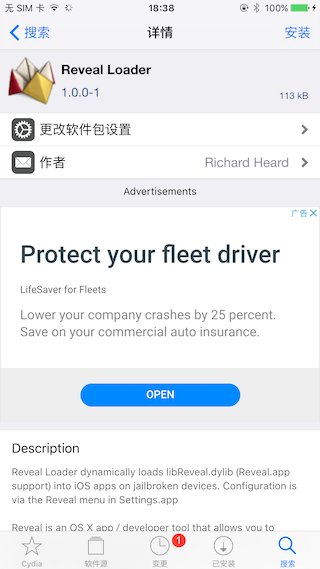 无 SIM 卡 18:38 100%
搜索 详情 安装
Reveal Loader
1.0.0-1
113 kB
更改软件包设置
作者 Richard Heard
Advertisements
广告
Protect your fleet driver
LifeSaver for Fleets
Lower your company crashes by 25 percent.
Save on your commercial auto insurance.
OPEN
Description
Reveal Loader dynamically loads libReveal.dylib (Reveal.app
support) into iOS apps on jailbroken devices. Configuration is
via the Reveal menu in Settings.app
Reveal is an OS X app / developer tool that allows you to
1
Cydia 软件源 变更 已安装 搜索